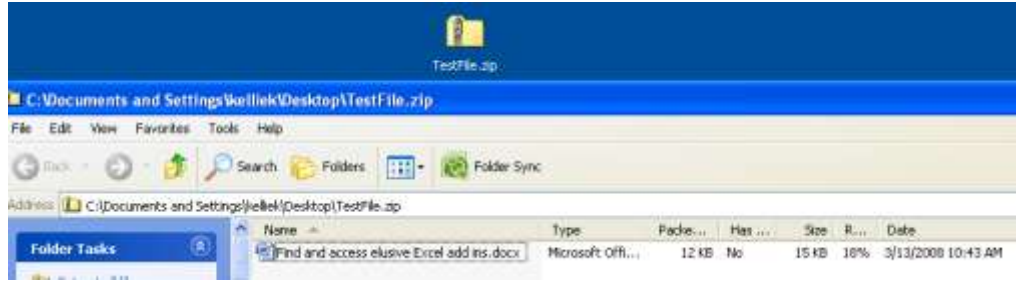 TestFile.zip
C:\Documents and Settings\kelliek\Desktop\TestFile.zip
File Edit View Favorites Tools Help
Back Search Folders Folder Sync
Address C:\Documents and Settings\kelliek\Desktop\TestFile.zip
Name Type Packe... Has ... Size R... Date
Folder Tasks
Find and access elusive Excel add ins.docx Microsoft Offi... 12 KB No 15 KB 18% 3/13/2008 10:43 AM